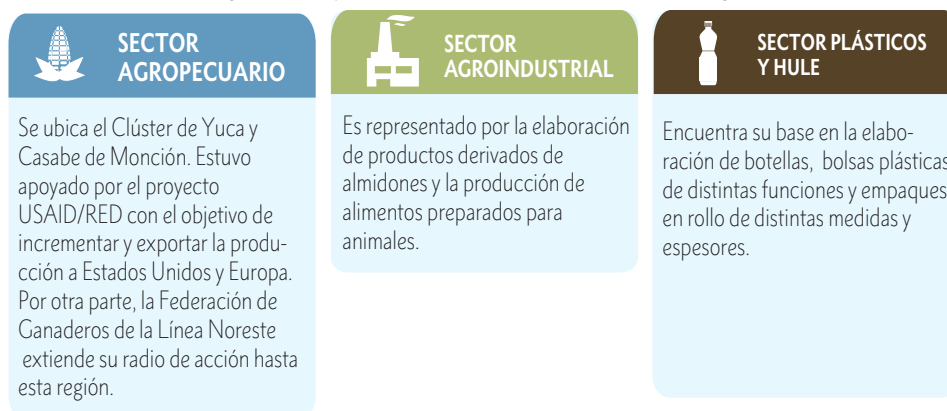 SECTOR
AGROPECUARIO
Se ubica el Clúster de Yuca y
Casabe de Monción. Estuvo
apoyado por el proyecto
USAID/RED con el objetivo de
incrementar y exportar la produ-
cción a Estados Unidos y Europa.
Por otra parte, la Federación de
Ganaderos de la Línea Noreste
extiende su radio de acción hasta
esta región.
SECTOR
AGROINDUSTRIAL
Es representado por la elaboración
de productos derivados de
almidones y la producción de
alimentos preparados para
animales.
SECTOR PLÁSTICOS
Y HULE
Encuentra su base en la elabo-
ración de botellas, bolsas plásticas
de distintas funciones y empaques
en rollo de distintas medidas y
espesores.